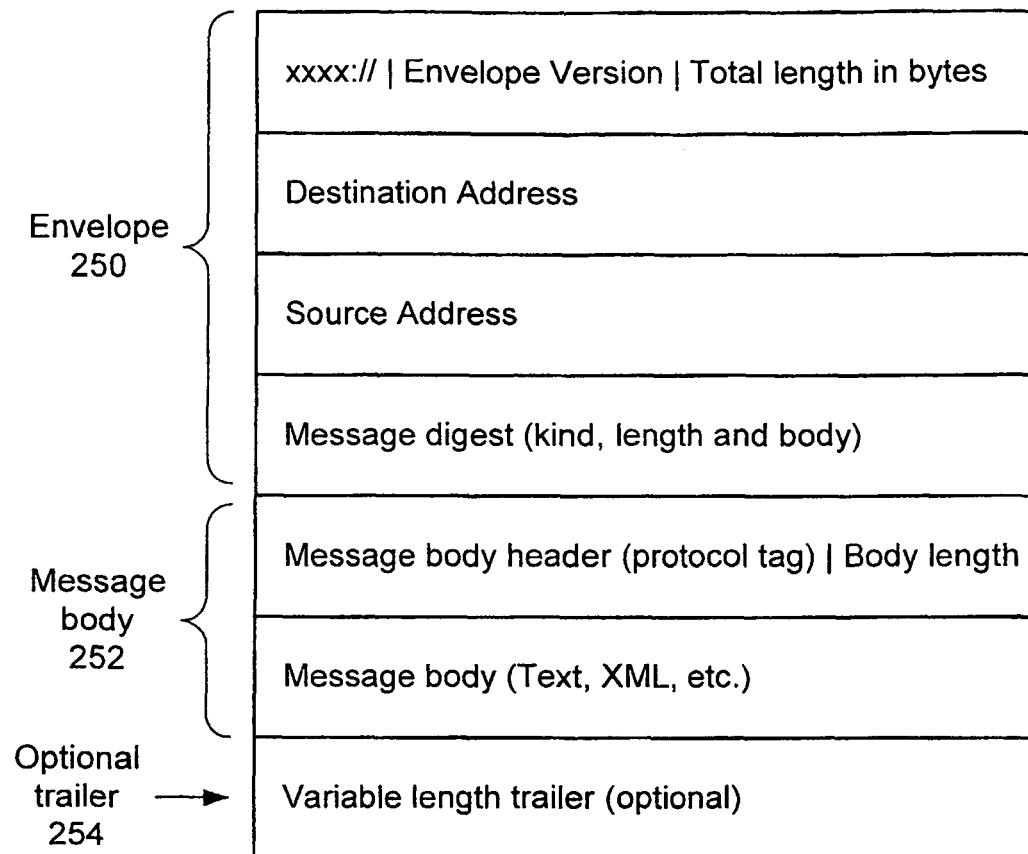 xxxx:// | Envelope Version | Total length in bytes
Destination Address
Envelope
250
Source Address
Message digest (kind, length and body)
Message body header (protocol tag) | Body length
Message
body
252
Message body (Text, XML, etc.)
Optional
trailer
254
Variable length trailer (optional)